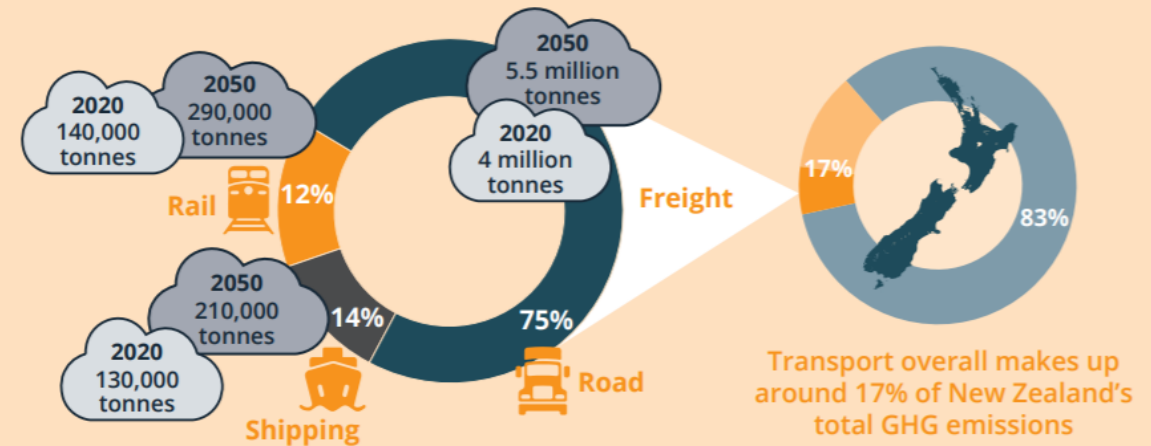 2020
140,000
tonnes
2050
290,000
tonnes
Rail
12%
2050
5.5 million
tonnes
2020
4 million
tonnes
Freight
17%
83%
2050
210,000
tonnes
2020
130,000
tonnes
14%
Shipping
75%
Road
Transport overall makes up
around 17% of New Zealand's
total GHG emissions